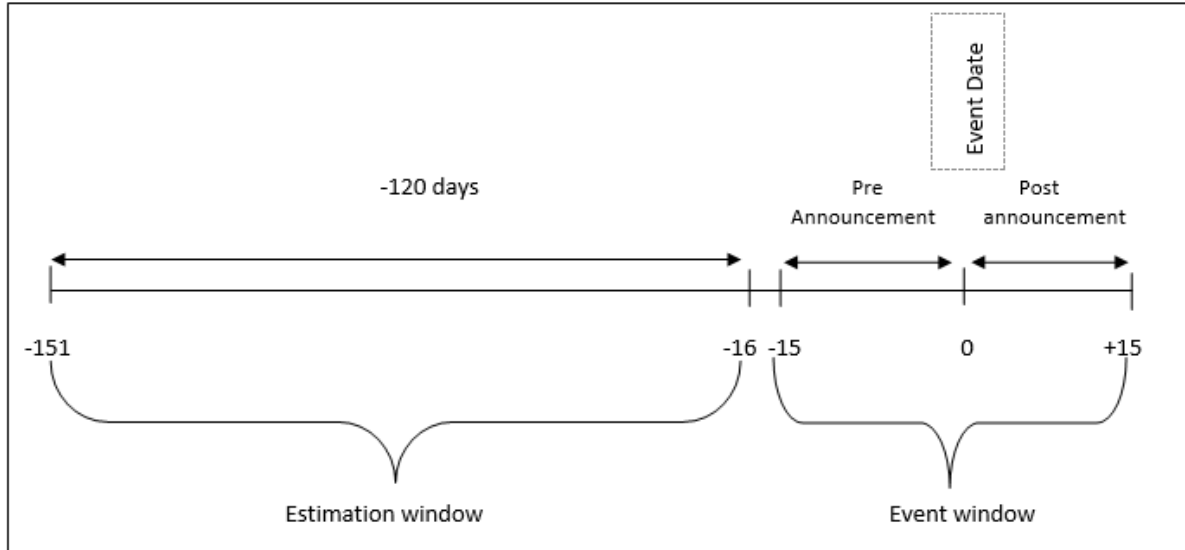 Event Date
-120 days
Pre
Announcement
Post
announcement
-151
-16
-15
0
+15
Estimation window
Event window